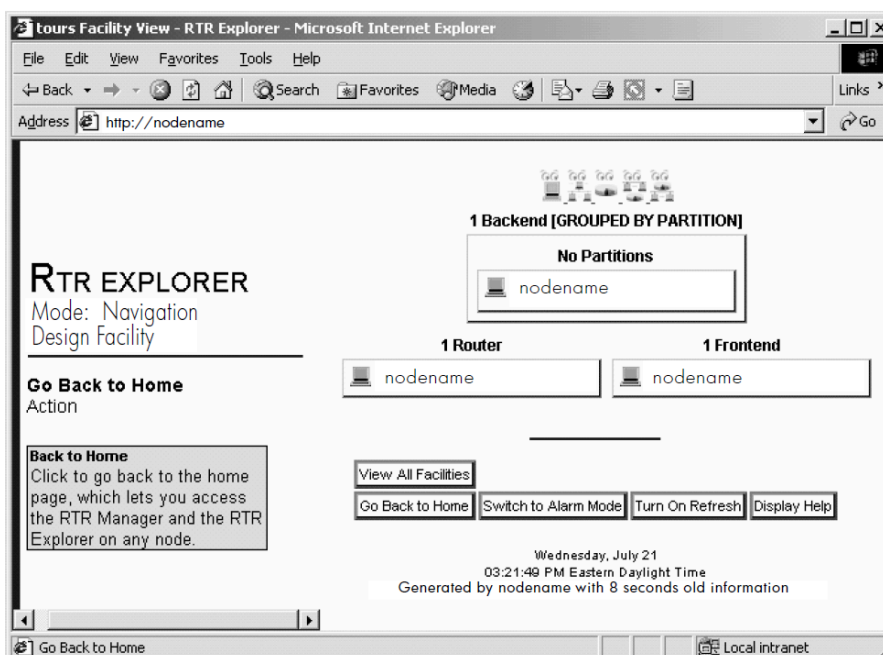 tours Facility View - RTR Explorer - Microsoft Internet Explorer
File Edit View Favorites Tools Help
Back Search Favorites Media Links »
Address http://nodename Go
RTR EXPLORER
Mode: Navigation
Design Facility
Go Back to Home
Action
Back to Home
Click to go back to the home
page, which lets you access
the RTR Manager and the RTR
Explorer on any node.
1 Backend [GROUPED BY PARTITION]
No Partitions
nodename
1 Router 1 Frontend
nodename nodename
View All Facilities
Go Back to Home Switch to Alarm Mode Turn On Refresh Display Help
Wednesday, July 21
03:21:49 PM Eastern Daylight Time
Generated by nodename with 8 seconds old information
Go Back to Home Local intranet